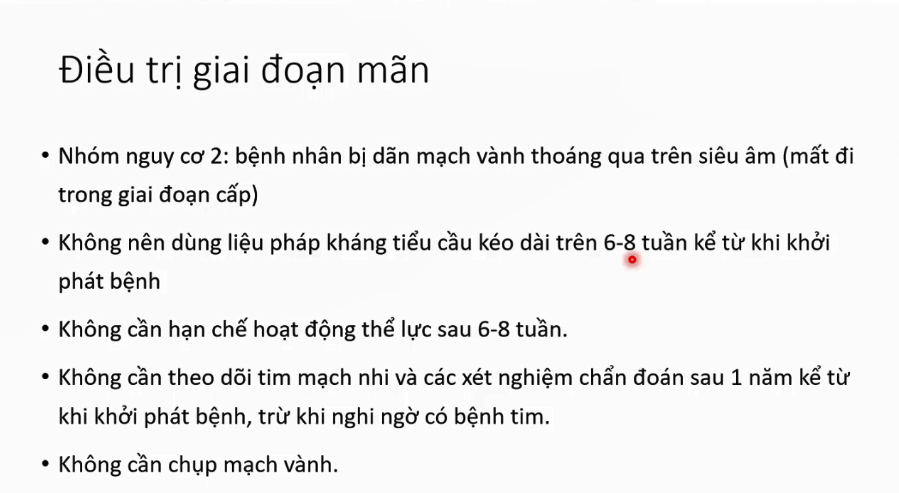 Điều trị giai đoạn mãn
• Nhóm nguy cơ 2: bệnh nhân bị dãn mạch vành thoáng qua trên siêu âm (mất đi
trong giai đoạn cấp)
• Không nên dùng liệu pháp kháng tiểu cầu kéo dài trên 6-8 tuần kể từ khi khởi
phát bệnh
• Không cần hạn chế hoạt động thể lực sau 6-8 tuần.
• Không cần theo dõi tim mạch nhi và các xét nghiệm chẩn đoán sau 1 năm kể từ
khi khởi phát bệnh, trừ khi nghi ngờ có bệnh tim.
• Không cần chụp mạch vành.